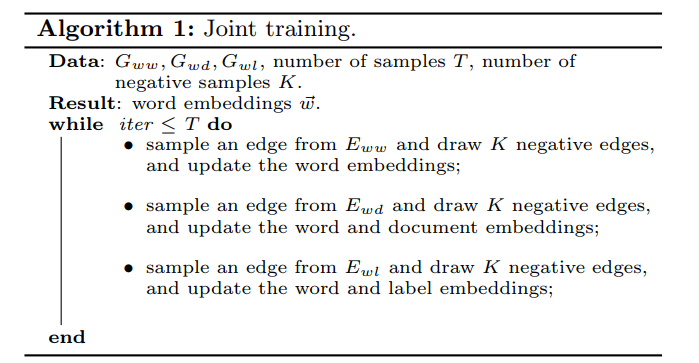 Algorithm 1: Joint training.
Data: G_{ww}, G_{wd}, G_{wl}, number of samples T, number of
negative samples K.
Result: word embeddings \vec{w}.
while iter ≤ T do
• sample an edge from E_{ww} and draw K negative edges,
and update the word embeddings;
• sample an edge from E_{wd} and draw K negative edges,
and update the word and document embeddings;
• sample an edge from E_{wl} and draw K negative edges,
and update the word and label embeddings;
end